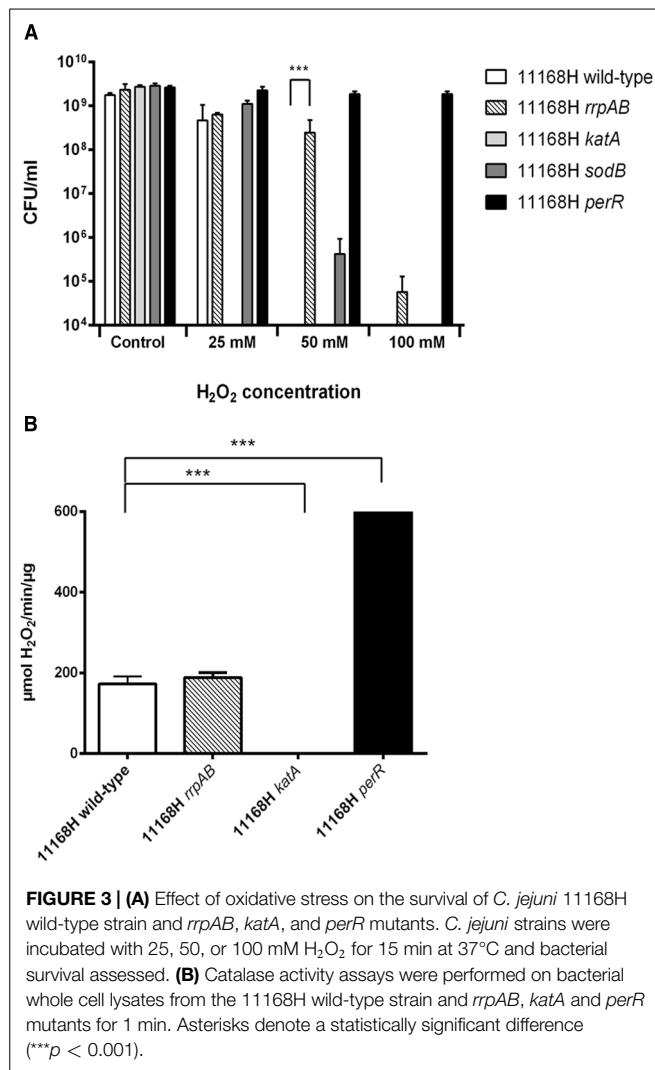 A
10¹⁰
10⁹
10⁸
10⁷
10⁶
10⁵
10⁴
CFU/ml
***
Control
25 mM
50 mM
100 mM
H₂O₂ concentration
11168H wild-type
11168H rrpAB
11168H katA
11168H sodB
11168H perR
B
***
***
600
400
200
0
µmol H₂O₂/min/µg
11168H wild-type
11168H rrpAB
11168H katA
11168H perR
FIGURE 3 | (A) Effect of oxidative stress on the survival of C. jejuni 11168H
wild-type strain and rrpAB, katA, and perR mutants. C. jejuni strains were
incubated with 25, 50, or 100 mM H₂O₂ for 15 min at 37°C and bacterial
survival assessed. (B) Catalase activity assays were performed on bacterial
whole cell lysates from the 11168H wild-type strain and rrpAB, katA and perR
mutants for 1 min. Asterisks denote a statistically significant difference
(***p < 0.001).